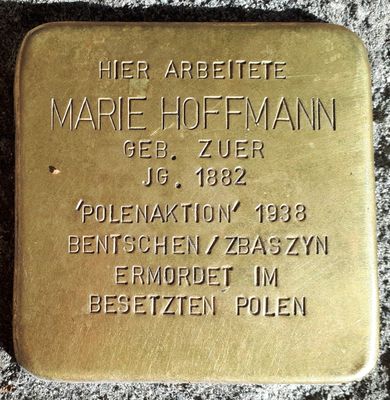 HIER ARBEITETE
MARIE HOFFMANN
GEB. ZUER
JG. 1882
'POLENAKTION' 1938
BENTSCHEN/ZBASZYN
ERMORDET IM
BESETZTEN POLEN